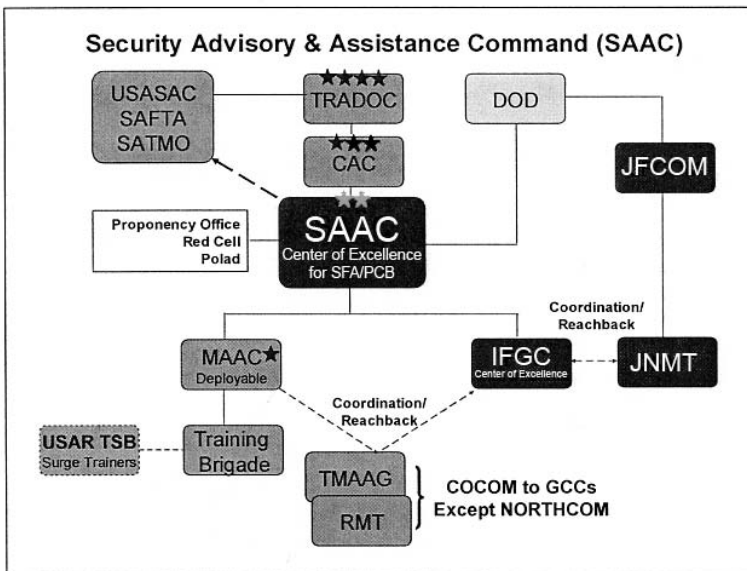 Security Advisory & Assistance Command (SAAC)
USASAC
SAFTA
SATMO
TRADOC
CAC
DOD
JFCOM
Proponency Office
Red Cell
Polad
SAAC
Center of Excellence
for SFA/PCB
Coordination/
Reachback
MAAC
Deployable
IFGC
Center of Excellence
JNMT
Coordination/
Reachback
USAR TSB
Surge Trainers
Training
Brigade
TMAAG
RMT
COCOM to GCCs
Except NORTHCOM